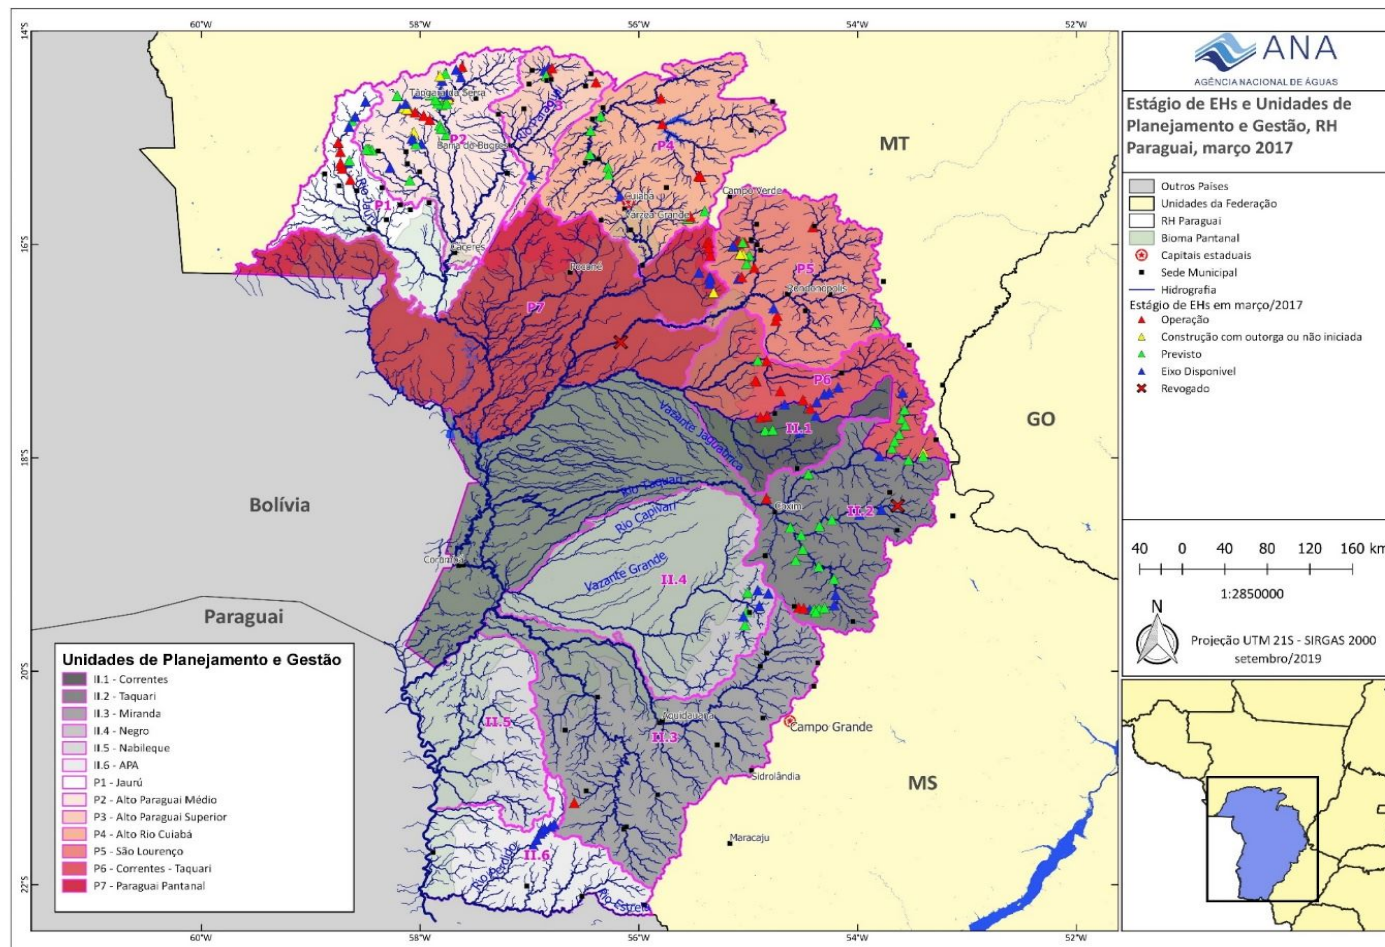 60°W
58°W
56°W
54°W
52°W
14°S
16°S
18°S
20°S
22°S
60°W
58°W
56°W
54°W
52°W
Tângara da Serra
P2
Barra do Bugres
Rio Paraguai
P4
MT
P1
Cuiabá
Várzea Grande
Campo Verde
Cáceres
Poconé
P5
Rondonópolis
P7
P6
GO
II.1
Vazante
Rio Taquari
Coxim
II.2
Bolívia
Rio Capivari
Vazante Grande
II.4
Corumbá
Paraguai
II.5
Aquidauana
II.3
Campo Grande
Sidrolândia
MS
Maracaju
II.6
Rio Perdido
Rio Estrela
Unidades de Planejamento e Gestão
II.1 - Correntes
II.2 - Taquari
II.3 - Miranda
II.4 - Negro
II.5 - Nabileque
II.6 - APA
P1 - Jaurú
P2 - Alto Paraguai Médio
P3 - Alto Paraguai Superior
P4 - Alto Rio Cuiabá
P5 - São Lourenço
P6 - Correntes - Taquari
P7 - Paraguai Pantanal
ANA
AGÊNCIA NACIONAL DE ÁGUAS
Estágio de EHs e Unidades de
Planejamento e Gestão, RH
Paraguai, março 2017
Outros Países
Unidades da Federação
RH Paraguai
Bioma Pantanal
Capitais estaduais
Sede Municipal
Hidrografia
Estágio de EHs em março/2017
Operação
Construção com outorga ou não iniciada
Previsto
Eixo Disponível
Revogado
40 0 40 80 120 160 km
1:2850000
N
Projeção UTM 21S - SIRGAS 2000
setembro/2019